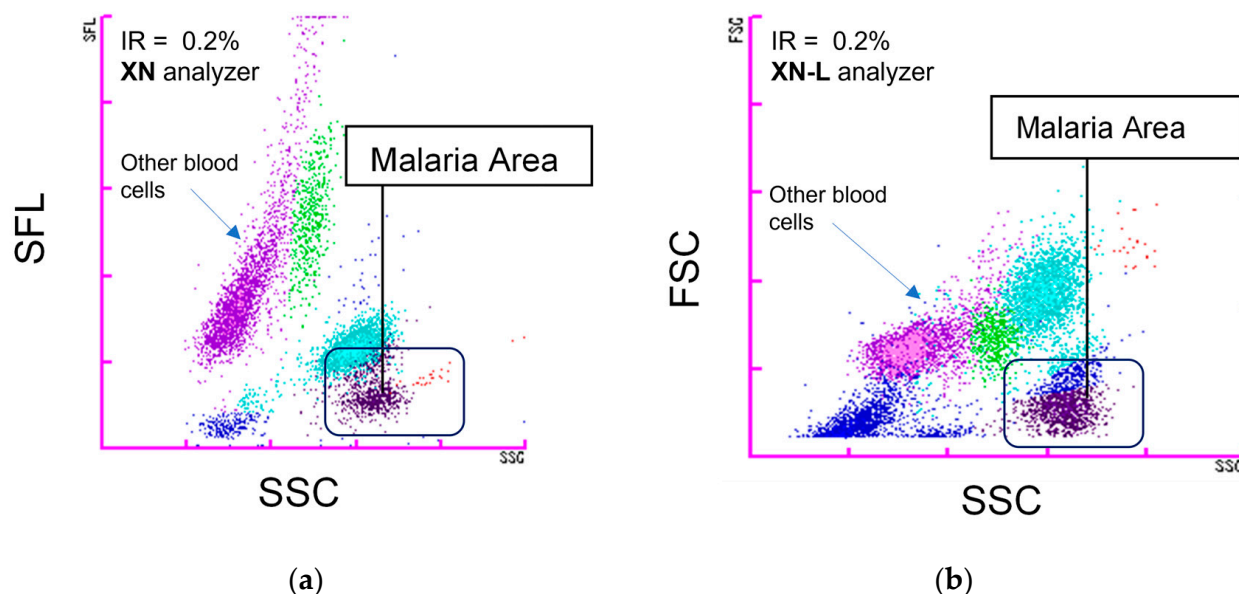 SFL
IR = 0.2%
XN analyzer
Malaria Area
Other blood
cells
SFL
SSC
SSC
(a)
FSC
IR = 0.2%
XN-L analyzer
Malaria Area
Other blood
cells
FSC
SSC
SSC
(b)